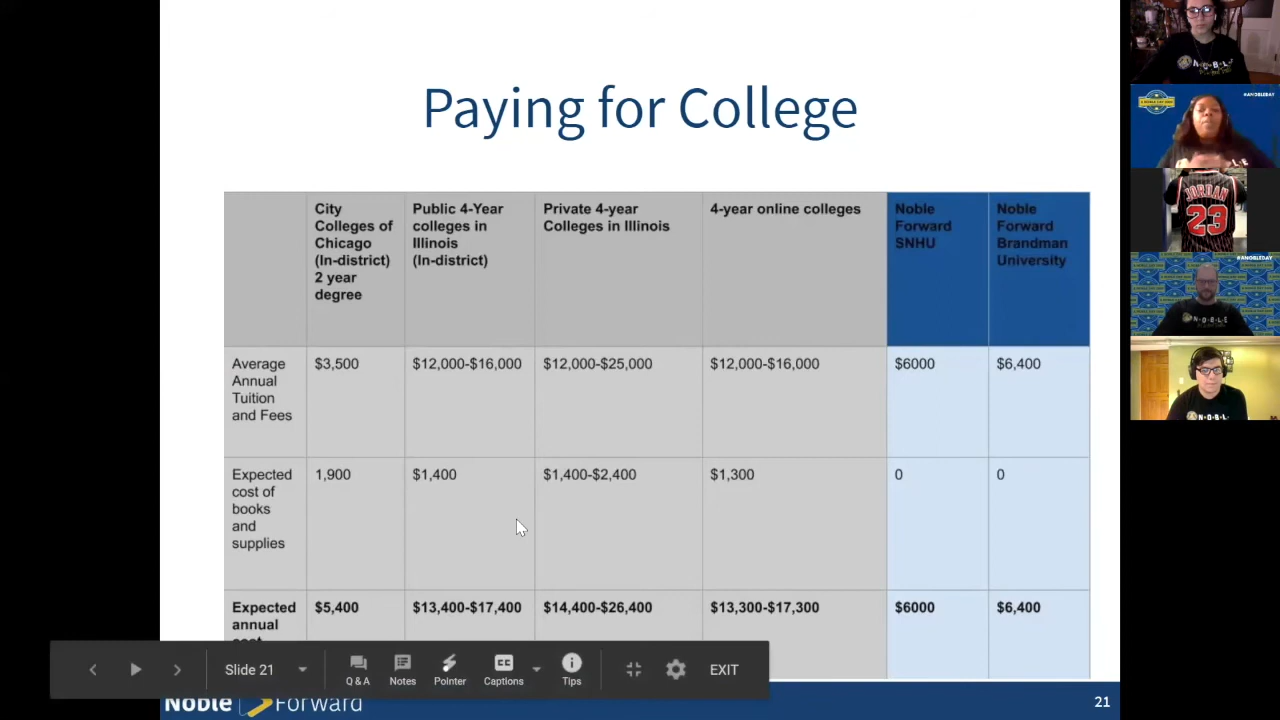 Paying for College
City
Colleges of
Chicago
(In-district)
2 year
degree
Public 4-Year
colleges in
Illinois
(In-district)
Private 4-year
Colleges in Illinois
4-year online colleges
Noble
Forward
SNHU
Noble
Forward
Brandman
University
Average
Annual
Tuition
and Fees
$3,500
$12,000-$16,000
$12,000-$25,000
$12,000-$16,000
$6000
$6,400
Expected
cost of
books
and
supplies
1,900
$1,400
$1,400-$2,400
$1,300
0
0
Expected
annual
$5,400
$13,400-$17,400
$14,400-$26,400
$13,300-$17,300
$6000
$6,400
Slide 21
Q & A
Notes
Pointer
CC
Captions
Tips
EXIT
Noble Forward
21
NOBLE
#ANOBLEDAY
JORDAN
23
#ANOBLEDAY
NOBLE